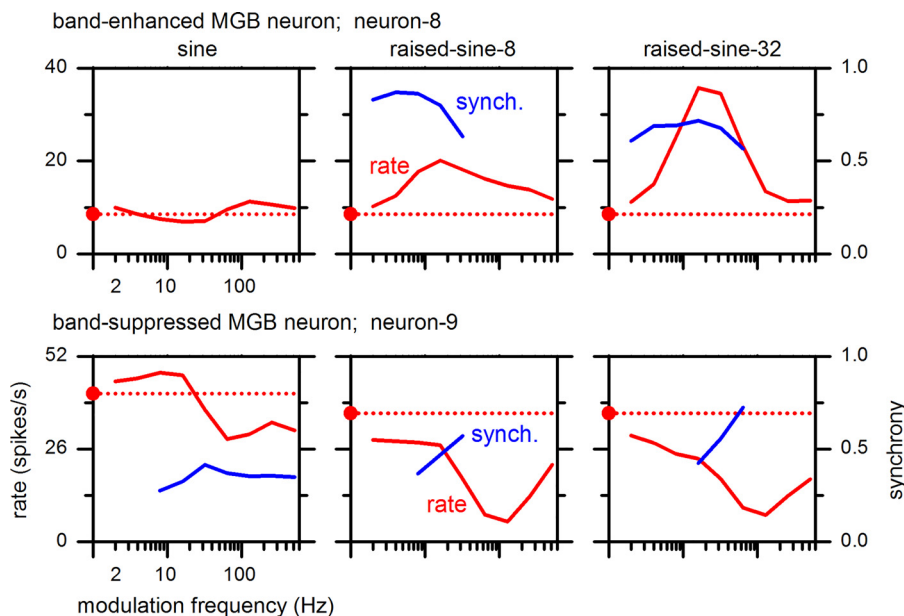 band-enhanced MGB neuron; neuron-8
sine raised-sine-8 raised-sine-32
40 1.0
synch.
20 rate 0.5
0 0.0
2 10 100
band-suppressed MGB neuron; neuron-9
52 1.0
26 synch. 0.5
rate
0 0.0
2 10 100
rate (spikes/s)
synchrony
modulation frequency (Hz)